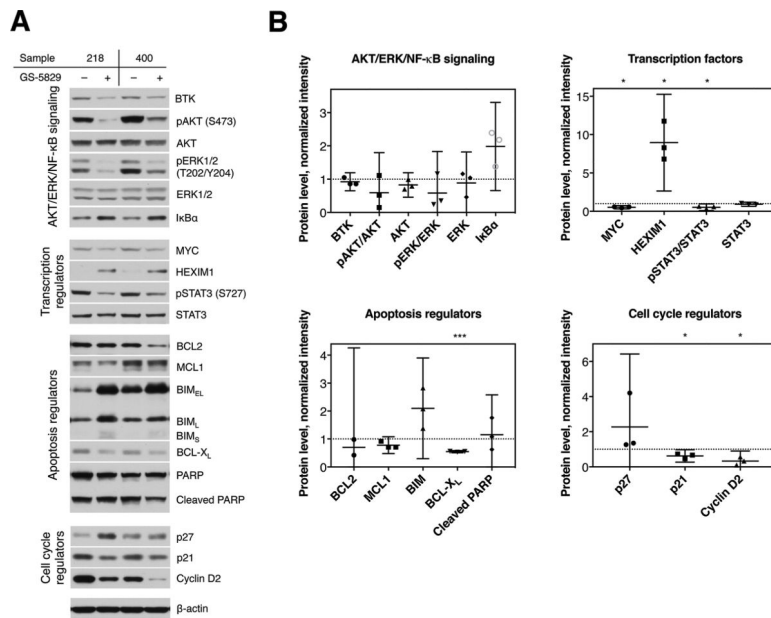 A
Sample 218 400
GS-5829 – + – +
AKT/ERK/NF-κB signaling
BTK
pAKT (S473)
AKT
pERK1/2
(T202/Y204)
ERK1/2
IκBα
Transcription
regulators
MYC
HEXIM1
pSTAT3 (S727)
STAT3
Apoptosis regulators
BCL2
MCL1
BIMEL
BIML
BIMS
BCL-XL
PARP
Cleaved PARP
Cell cycle
regulators
p27
p21
Cyclin D2
β-actin
B
AKT/ERK/NF-κB signaling
Protein level, normalized intensity
3
2
1
0
BTK
pAKT/AKT
AKT
pERK/ERK
ERK
IκBα
Transcription factors
* * *
Protein level, normalized intensity
15
10
5
0
MYC
HEXIM1
pSTAT3/STAT3
STAT3
Apoptosis regulators
***
Protein level, normalized intensity
4
3
2
1
0
BCL2
MCL1
BIM
BCL-XL
Cleaved PARP
Cell cycle regulators
* *
Protein level, normalized intensity
8
6
4
2
0
p27
p21
Cyclin D2